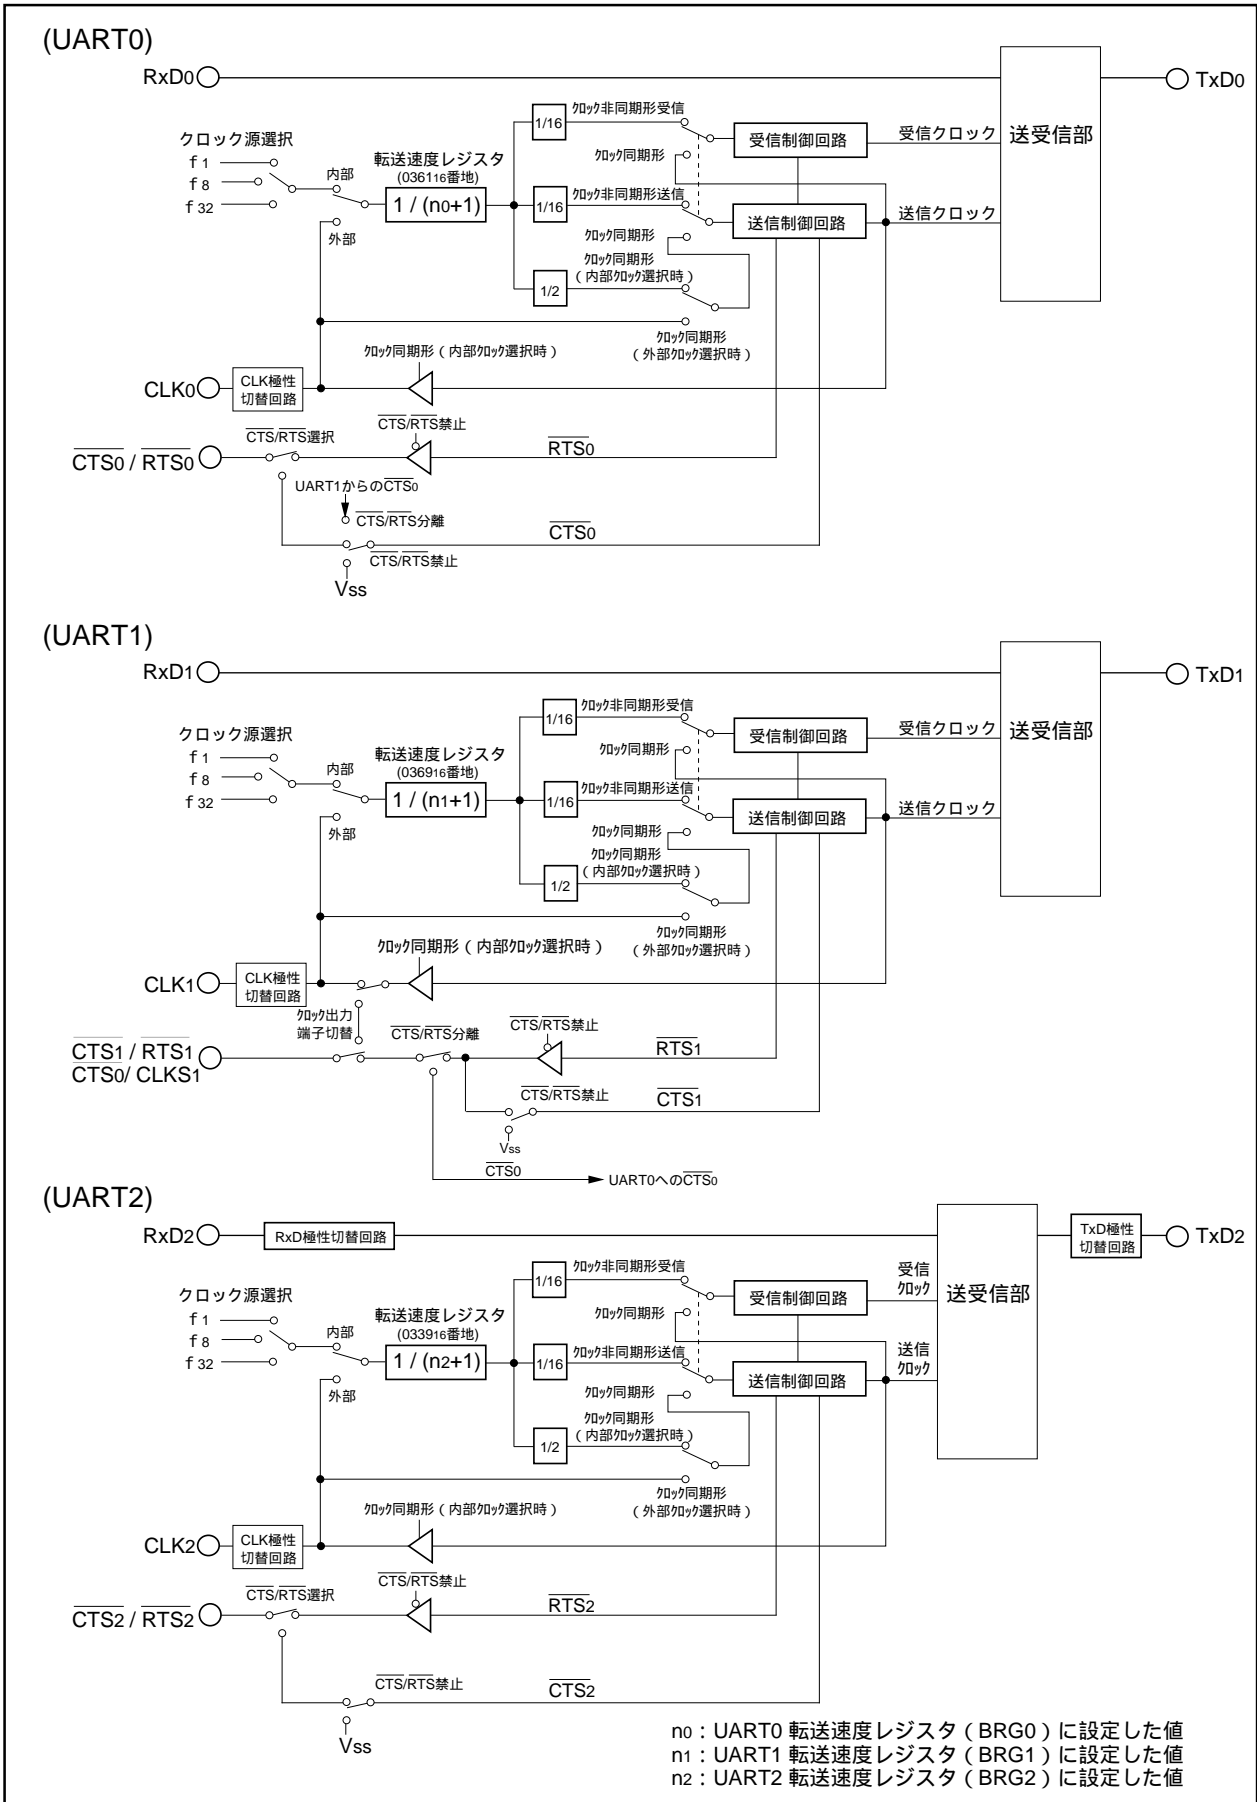 (UART0)
RxD0
TxD0
クロック源選択
f1
f8
f32
内部
外部
転送速度レジスタ
(036116番地)
1 / (n0+1)
1/16
クロック非同期形受信
クロック同期形
受信制御回路
受信クロック
送受信部
1/16
クロック非同期形送信
送信制御回路
送信クロック
クロック同期形
クロック同期形
(内部クロック選択時)
1/2
クロック同期形
(外部クロック選択時)
クロック同期形(内部クロック選択時)
CLK0
CLK極性
切替回路
CTS/RTS選択
CTS/RTS禁止
CTS0 / RTS0
RTS0
UART1からのCTS0
CTS/RTS分離
CTS0
CTS/RTS禁止
Vss
(UART1)
RxD1
TxD1
クロック源選択
f1
f8
f32
内部
外部
転送速度レジスタ
(036916番地)
1 / (n1+1)
1/16
クロック非同期形受信
クロック同期形
受信制御回路
受信クロック
送受信部
1/16
クロック非同期形送信
送信制御回路
送信クロック
クロック同期形
クロック同期形
(内部クロック選択時)
1/2
クロック同期形
(外部クロック選択時)
クロック同期形(内部クロック選択時)
CLK1
CLK極性
切替回路
クロック出力
端子切替
CTS/RTS分離
CTS/RTS禁止
CTS1 / RTS1
CTS0/ CLKS1
RTS1
CTS/RTS禁止
CTS1
Vss
CTS0
UART0へのCTS0
(UART2)
RxD2
RxD極性切替回路
TxD極性
切替回路
TxD2
クロック源選択
f1
f8
f32
内部
外部
転送速度レジスタ
(033916番地)
1 / (n2+1)
1/16
クロック非同期形受信
クロック同期形
受信制御回路
受信
クロック
送受信部
1/16
クロック非同期形送信
送信制御回路
送信
クロック
クロック同期形
クロック同期形
(内部クロック選択時)
1/2
クロック同期形
(外部クロック選択時)
クロック同期形(内部クロック選択時)
CLK2
CLK極性
切替回路
CTS/RTS選択
CTS/RTS禁止
CTS2 / RTS2
RTS2
CTS/RTS禁止
CTS2
Vss
n0:UART0 転送速度レジスタ(BRG0)に設定した値
n1:UART1 転送速度レジスタ(BRG1)に設定した値
n2:UART2 転送速度レジスタ(BRG2)に設定した値